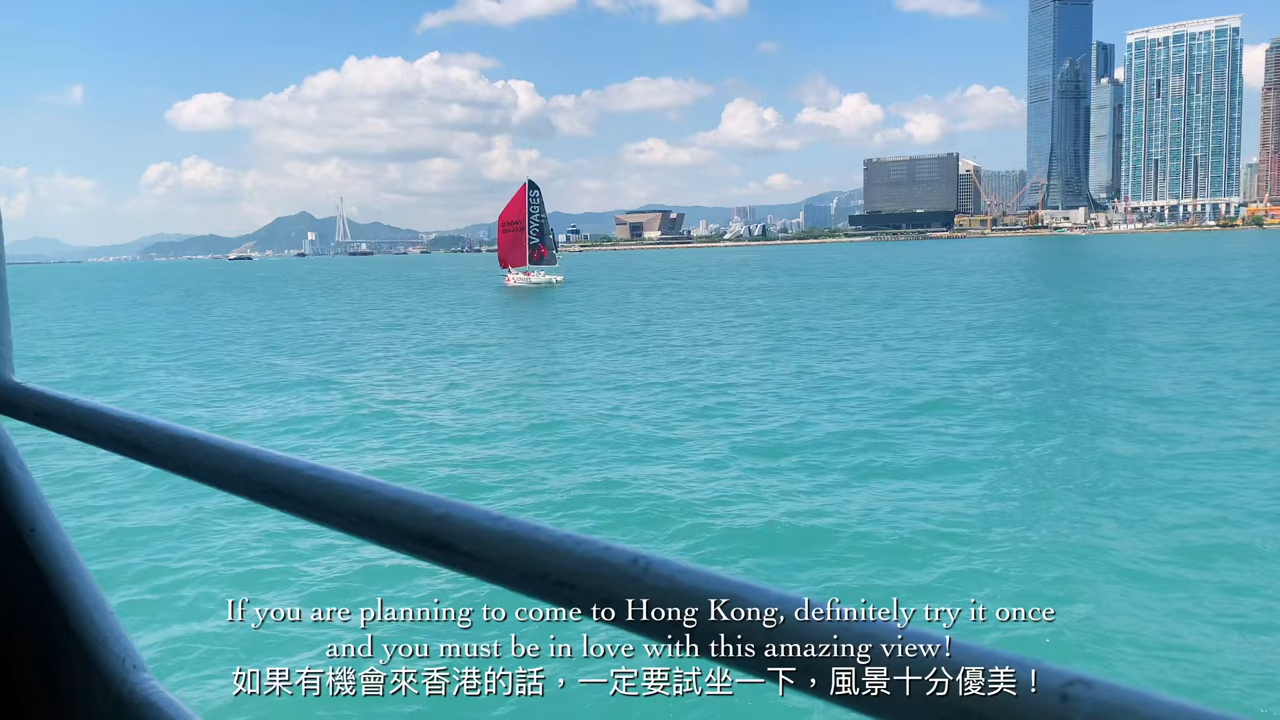 VOYAGES
If you are planning to come to Hong Kong, definitely try it once
and you must be in love with this amazing view!
如果有機會來香港的話，一定要試坐一下，風景十分優美！